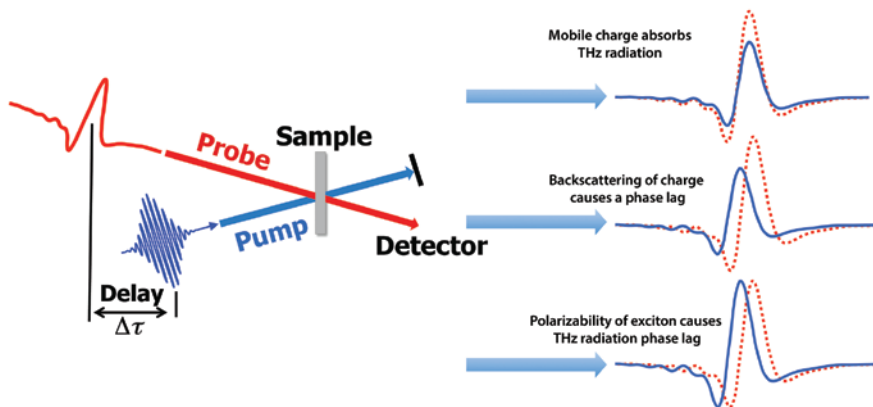 Mobile charge absorbs
THz radiation
Probe
Sample
Pump
Detector
Delay
Δτ
Backscattering of charge
causes a phase lag
Polarizability of exciton causes
THz radiation phase lag